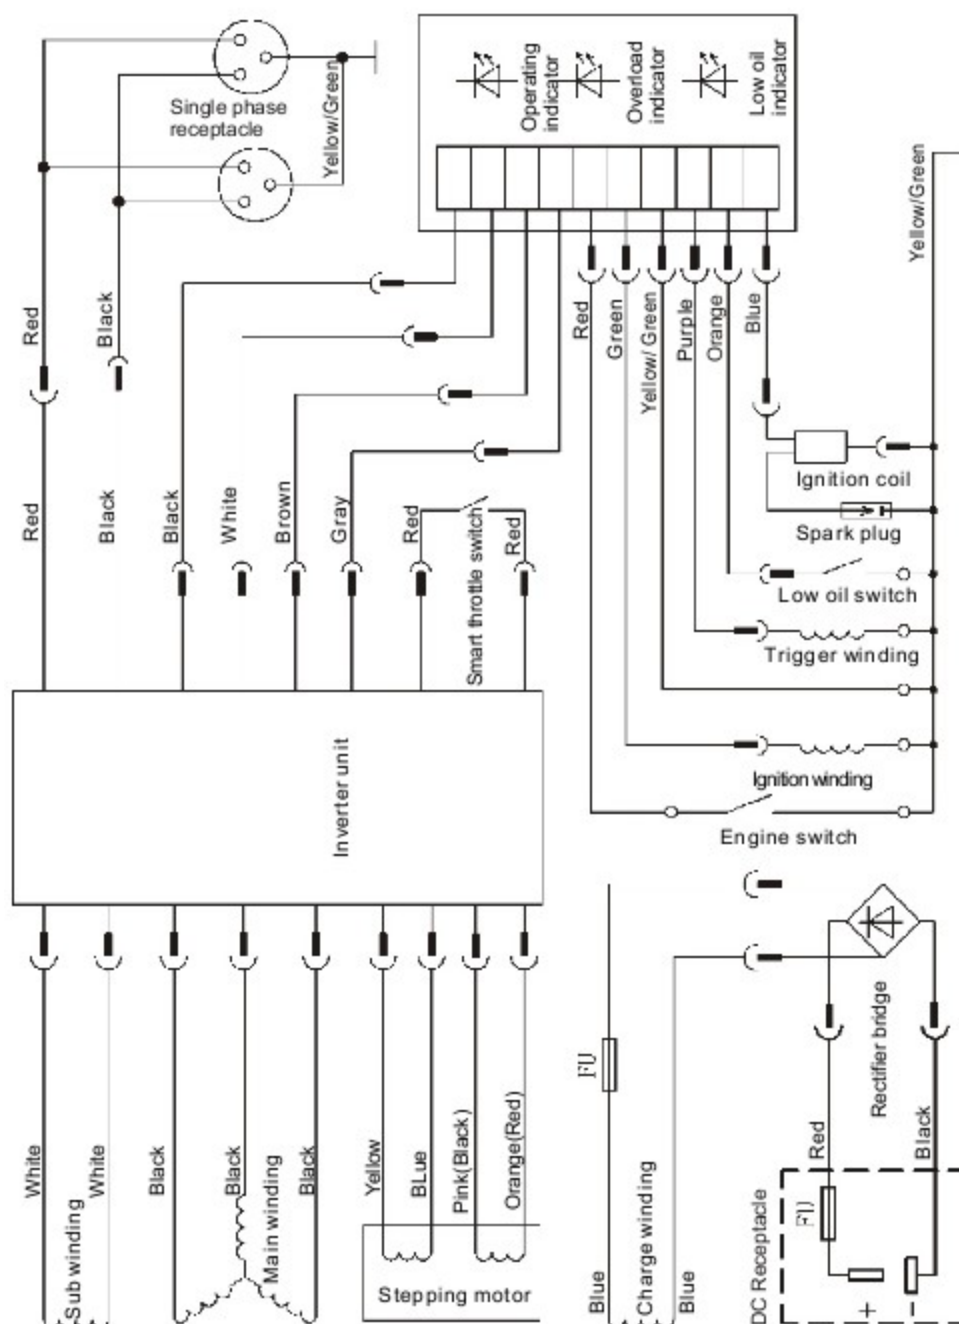 Single phase
receptacle
Yellow/Green
Operating
indicator
Overload
indicator
Low oil
indicator
Yellow/Green
Red
Black
Red
Green
Yellow/ Green
Purple
Orange
Blue
Red
Black
Black
White
Brown
Gray
Red
Smart throttle switch
Red
Ignition coil
Spark plug
Low oil switch
Trigger winding
Ignition winding
Engine switch
Inverter unit
FU
Rectifier bridge
White
Sub winding
White
Black
Black
Main winding
Black
Yellow
BLue
Pink(Black)
Orange(Red)
Stepping motor
Blue
Charge winding
Blue
Red
Black
DC Receptacle
FU
+
−